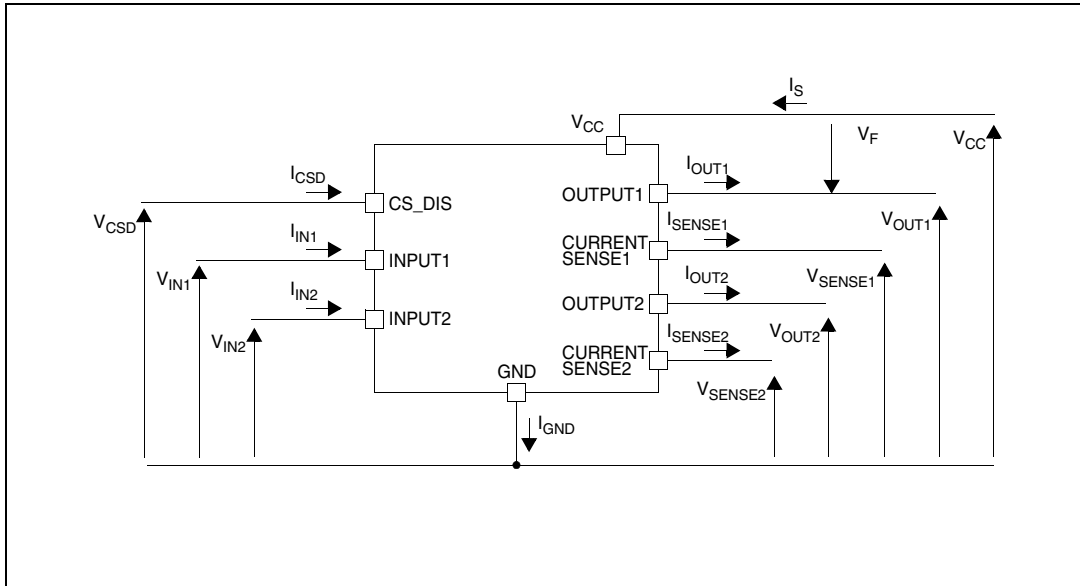 I_S
V_CC
V_F
V_CC
I_CSD
I_OUT1
CS_DIS
OUTPUT1
V_CSD
V_OUT1
I_IN1
I_SENSE1
INPUT1
CURRENT
SENSE1
V_IN1
V_SENSE1
I_IN2
I_OUT2
INPUT2
OUTPUT2
V_IN2
V_OUT2
I_SENSE2
CURRENT
SENSE2
GND
V_SENSE2
I_GND